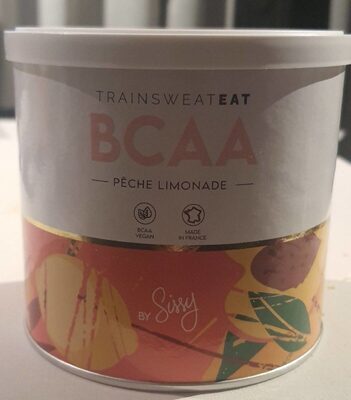 TRAINSWEATEAT
BCAA
PÊCHE LIMONADE
BCAA
VEGAN
MADE
IN FRANCE
BY Sissy